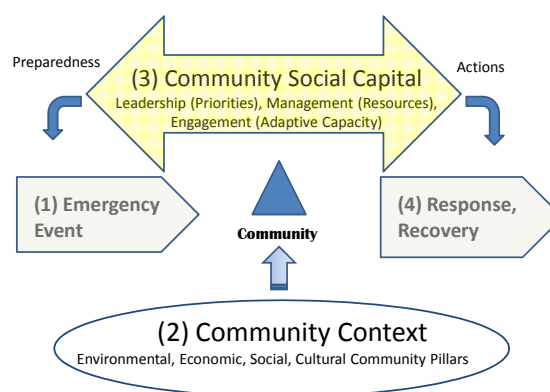 Preparedness
Actions
(3) Community Social Capital
Leadership (Priorities), Management (Resources),
Engagement (Adaptive Capacity)
(1) Emergency
Event
(4) Response,
Recovery
Community
(2) Community Context
Environmental, Economic, Social, Cultural Community Pillars